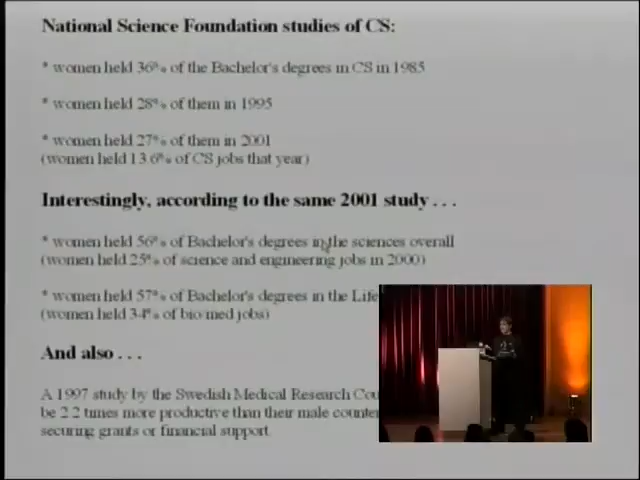 National Science Foundation studies of CS:
* women held 36% of the Bachelor's degrees in CS in 1985
* women held 28% of them in 1995
* women held 27% of them in 2001
(women held 13.6% of CS jobs that year)
Interestingly, according to the same 2001 study . . .
* women held 56% of Bachelor's degrees in the sciences overall
(women held 25% of science and engineering jobs in 2000)
* women held 57% of Bachelor's degrees in the Life
(women held 34% of bio/med jobs)
And also . . .
A 1997 study by the Swedish Medical Research Cou
be 2.2 times more productive than their male counter
securing grants or financial support.